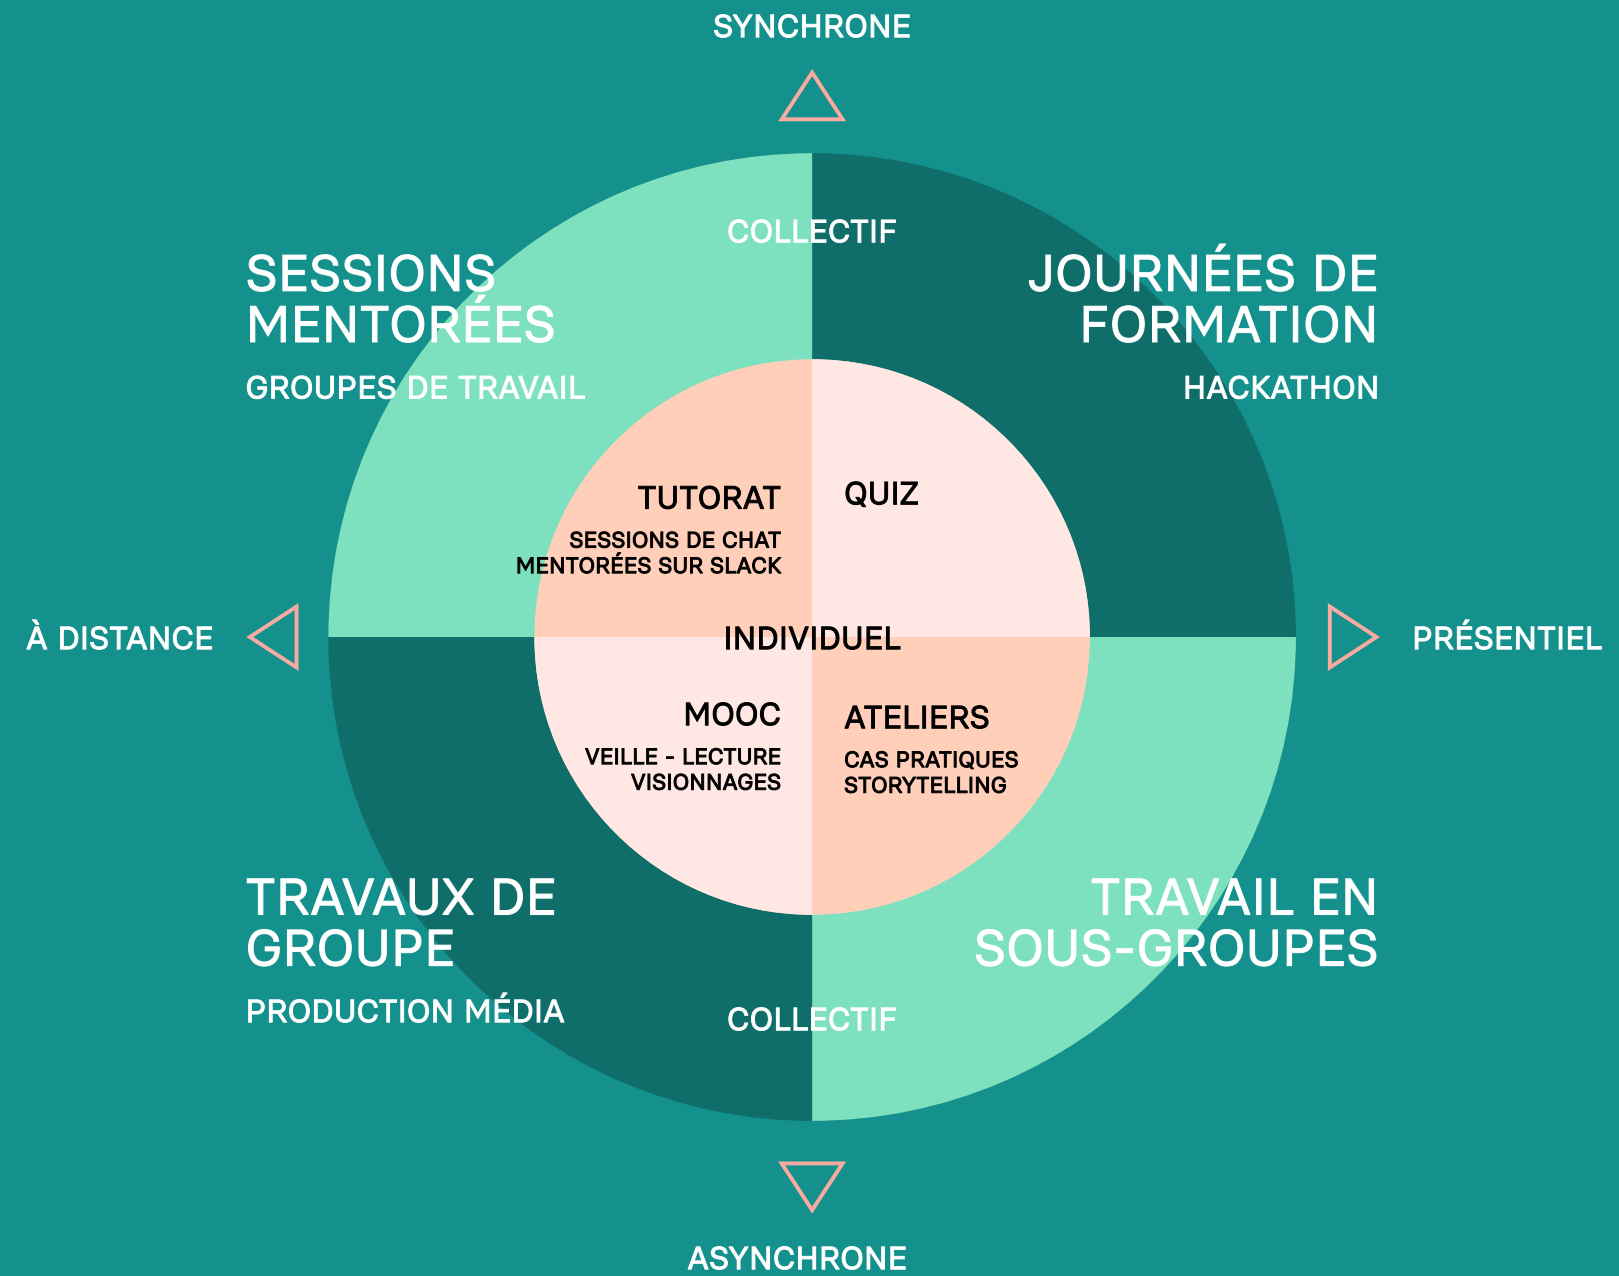 SYNCHRONE
COLLECTIF
SESSIONS
MENTORÉES
GROUPES DE TRAVAIL
JOURNÉES DE
FORMATION
HACKATHON
TUTORAT
SESSIONS DE CHAT
MENTORÉES SUR SLACK
QUIZ
À DISTANCE
INDIVIDUEL
PRÉSENTIEL
MOOC
VEILLE - LECTURE
VISIONNAGES
ATELIERS
CAS PRATIQUES
STORYTELLING
TRAVAUX DE
GROUPE
PRODUCTION MÉDIA
TRAVAIL EN
SOUS-GROUPES
COLLECTIF
ASYNCHRONE